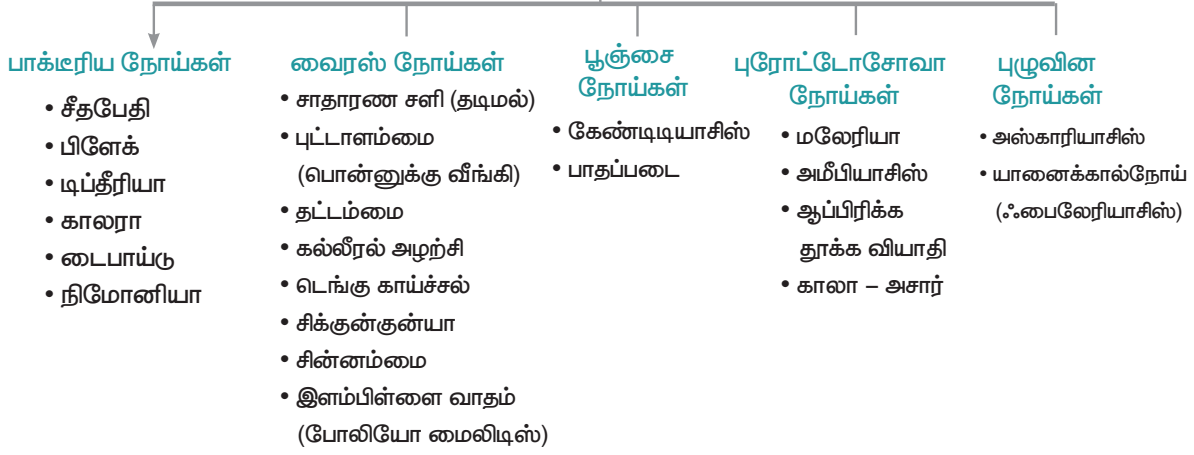 பாக்டீரிய நோய்கள்
• சீதபேதி
• பிளேக்
• டிப்தீரியா
• காலரா
• டைபாய்டு
• நிமோனியா
வைரஸ் நோய்கள்
• சாதாரண சளி (தடிமல்)
• புட்டாளம்மை
(பொன்னுக்கு வீங்கி)
• தட்டம்மை
• கல்லீரல் அழற்சி
• டெங்கு காய்ச்சல்
• சிக்குன்குன்யா
• சின்னம்மை
• இளம்பிள்ளை வாதம்
(போலியோ மைலிடிஸ்)
பூஞ்சை
நோய்கள்
• கேண்டிடியாசிஸ்
• பாதப்படை
புரோட்டோசோவா
நோய்கள்
• மலேரியா
• அமீபியாசிஸ்
• ஆப்பிரிக்க
தூக்க வியாதி
• காலா – அசார்
புழுவின
நோய்கள்
• அஸ்காரியாசிஸ்
• யானைக்கால்நோய்
(ஃபைலேரியாசிஸ்)